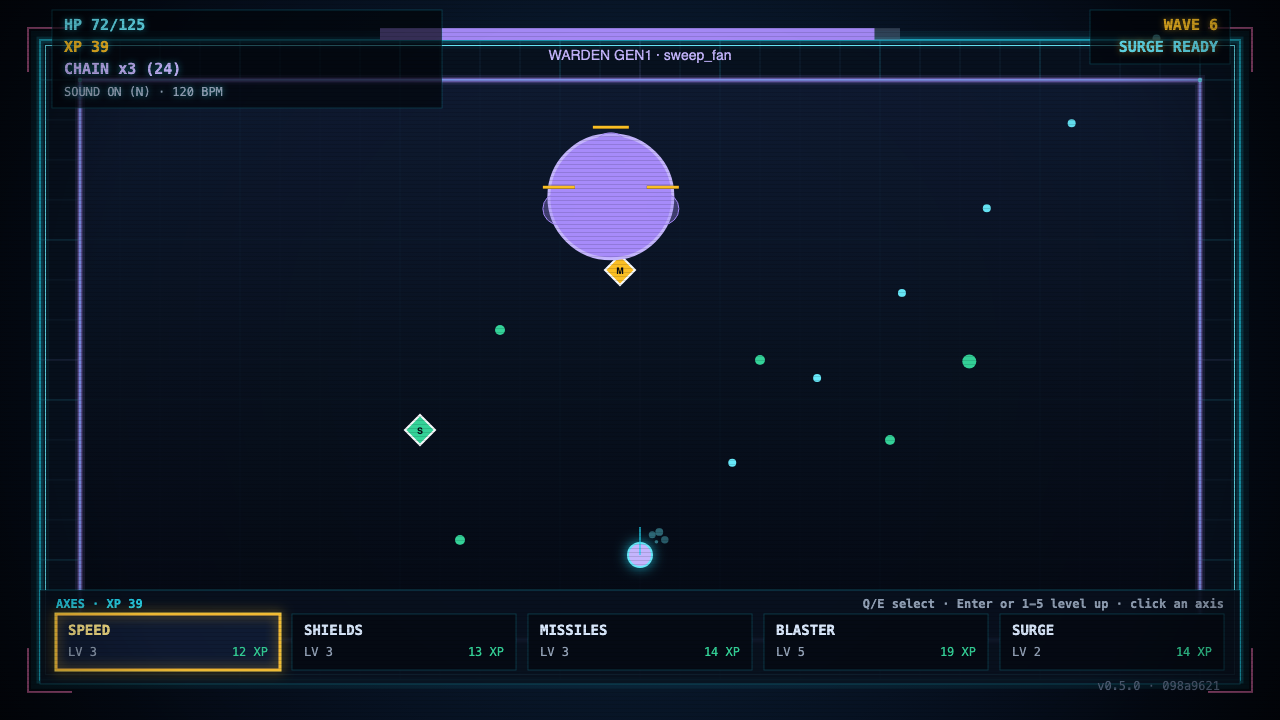 HP 72/125
XP 39
CHAIN x3 (24)
SOUND ON (N) · 120 BPM
WARDEN GEN1 · sweep_fan
WAVE 6
SURGE READY
M
S
AXES · XP 39
Q/E select · Enter or 1–5 level up · click an axis
SPEED
LV 3 12 XP
SHIELDS
LV 3 13 XP
MISSILES
LV 3 14 XP
BLASTER
LV 5 19 XP
SURGE
LV 2 14 XP
v0.5.0 · 098a9621